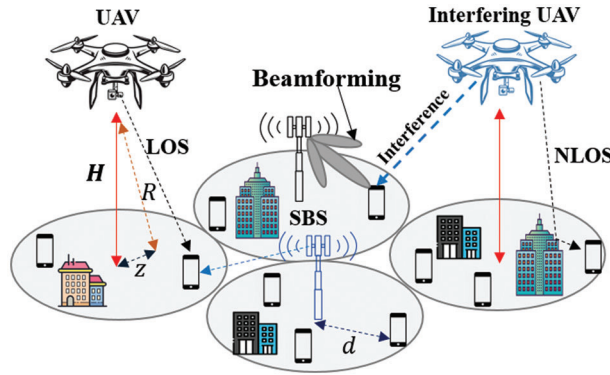 UAV
Interfering UAV
Beamforming
Interference
LOS
NLOS
H
R
SBS
z
d